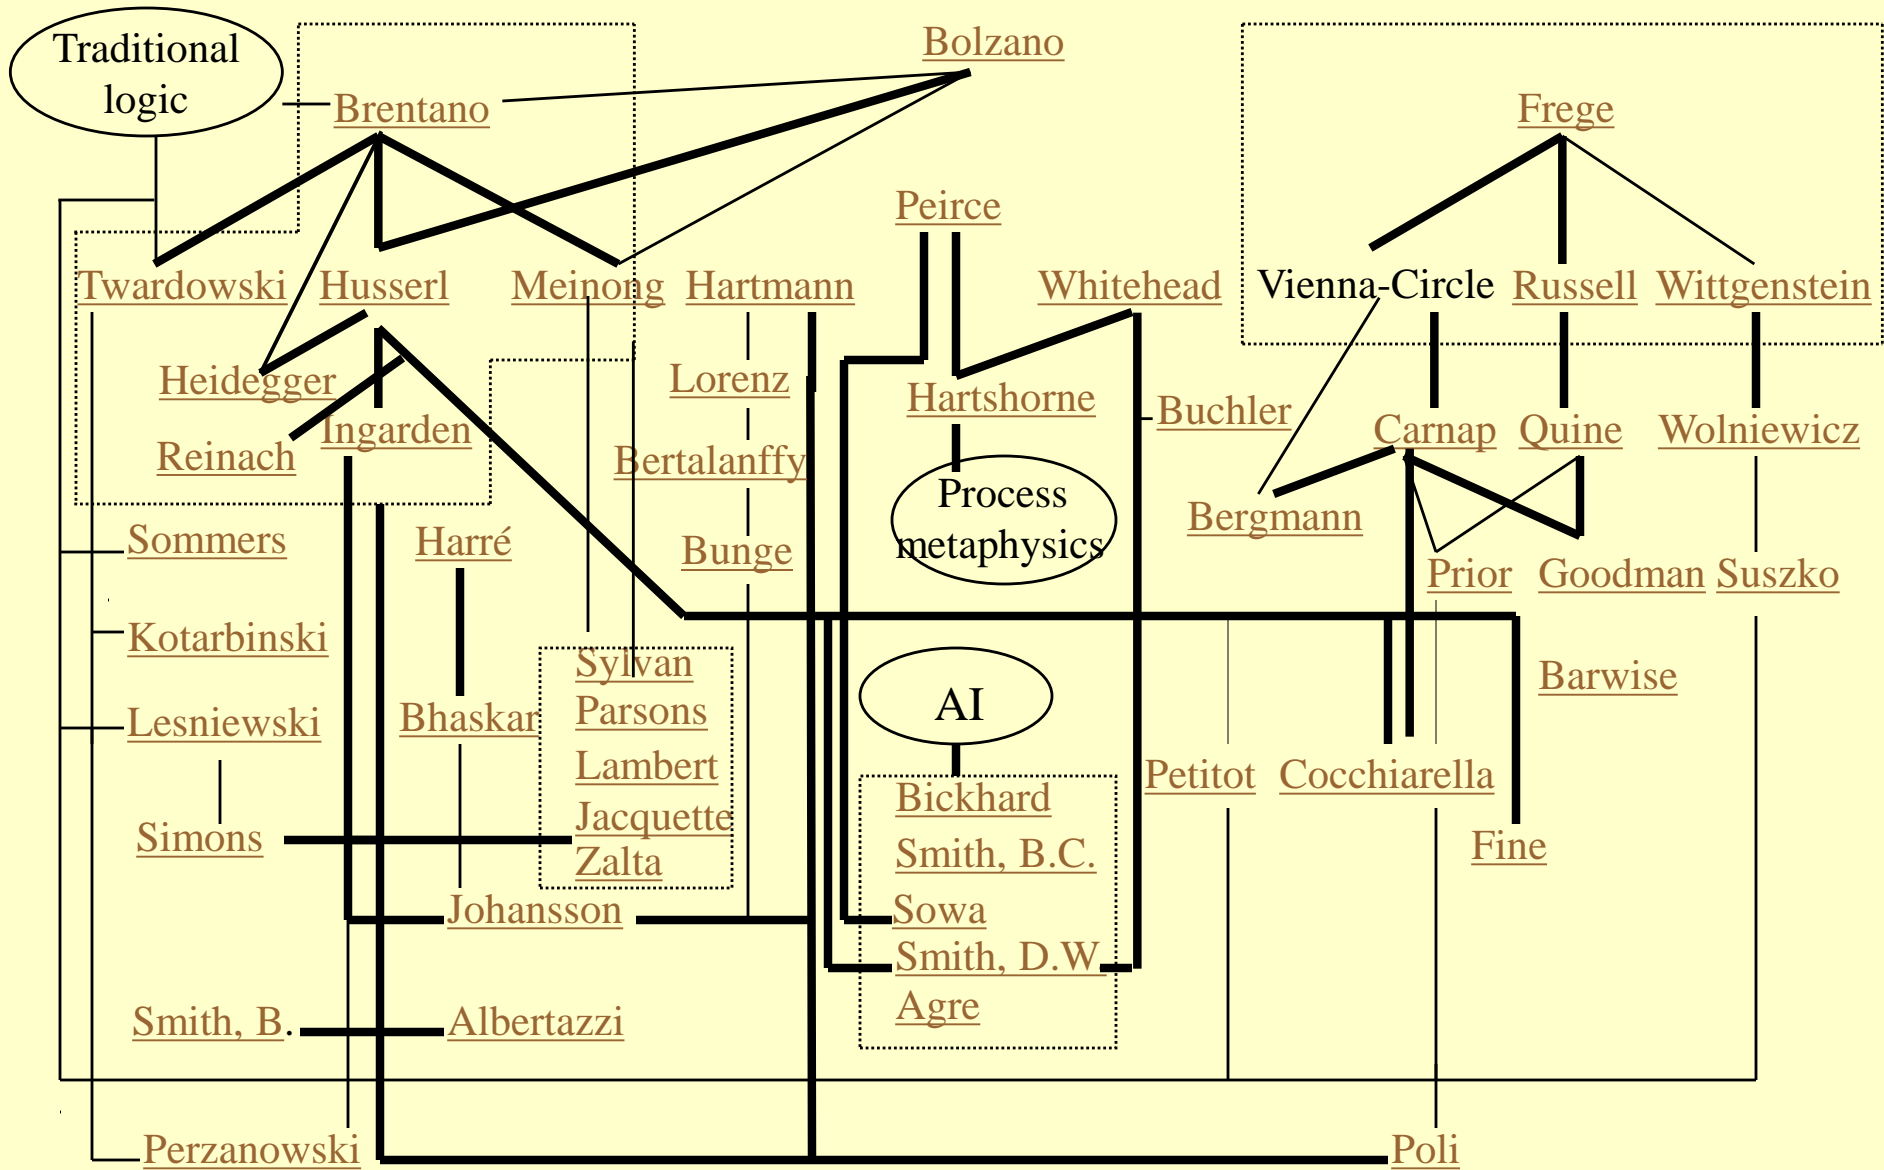 Traditional
logic
Bolzano
Brentano
Frege
Peirce
Twardowski
Husserl
Meinong
Hartmann
Whitehead
Vienna-Circle
Russell
Wittgenstein
Heidegger
Lorenz
Hartshorne
Buchler
Reinach
Ingarden
Bertalanffy
Carnap
Quine
Wolniewicz
Process
metaphysics
Bergmann
Sommers
Harré
Bunge
Prior
Goodman
Suszko
Kotarbinski
Sylvan
Barwise
Lesniewski
Bhaskar
Parsons
AI
Lambert
Petitot
Cocchiarella
Bickhard
Simons
Jacquette
Smith, B.C.
Fine
Zalta
Johansson
Sowa
Smith, D.W.
Agre
Smith, B.
Albertazzi
Perzanowski
Poli